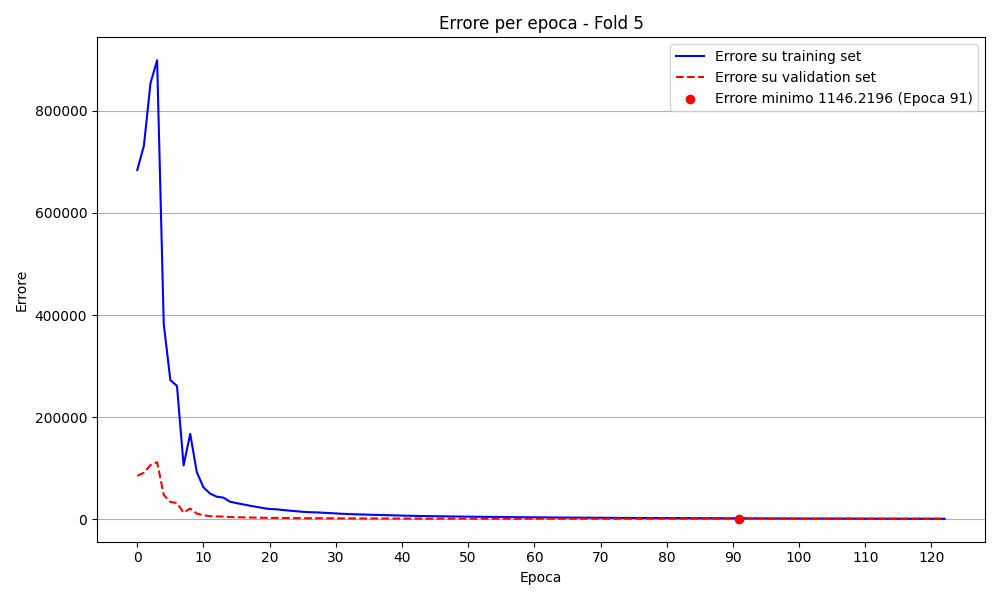 Errore per epoca - Fold 5
Errore su training set
Errore su validation set
Errore minimo 1146.2196 (Epoca 91)
Errore
800000
600000
400000
200000
0
0 10 20 30 40 50 60 70 80 90 100 110 120
Epoca